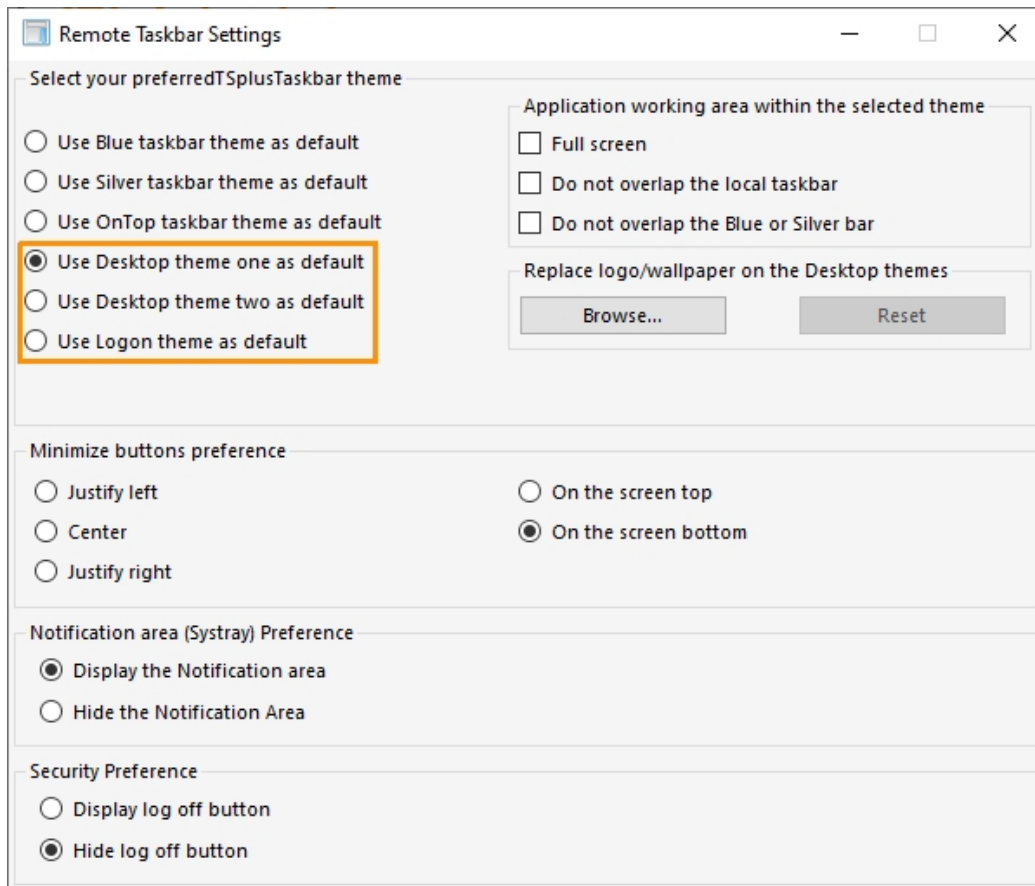 Remote Taskbar Settings
Select your preferredTSplusTaskbar theme
Use Blue taskbar theme as default
Use Silver taskbar theme as default
Use OnTop taskbar theme as default
Use Desktop theme one as default
Use Desktop theme two as default
Use Logon theme as default
Application working area within the selected theme
Full screen
Do not overlap the local taskbar
Do not overlap the Blue or Silver bar
Replace logo/wallpaper on the Desktop themes
Browse... Reset
Minimize buttons preference
Justify left
Center
Justify right
On the screen top
On the screen bottom
Notification area (Systray) Preference
Display the Notification area
Hide the Notification Area
Security Preference
Display log off button
Hide log off button